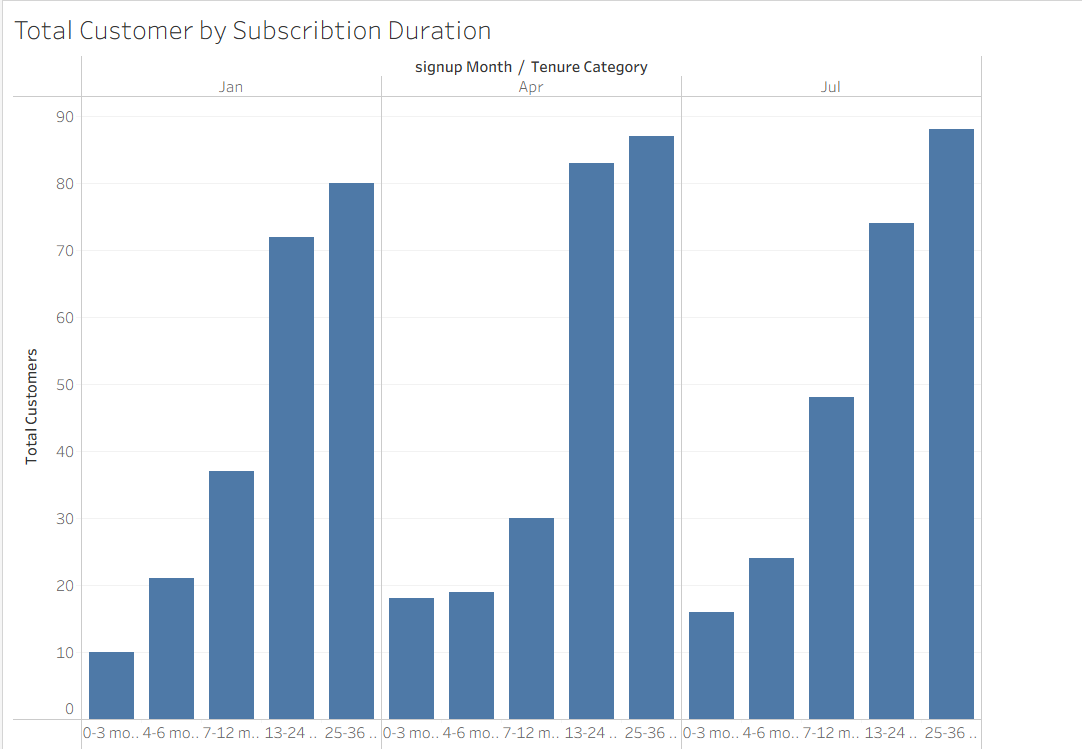 Total Customer by Subscribtion Duration
signup Month / Tenure Category
Jan Apr Jul
90
80
70
60
50
40
30
20
10
0
Total Customers
0-3 mo.. 4-6 mo.. 7-12 m.. 13-24 .. 25-36 .. 0-3 mo.. 4-6 mo.. 7-12 m.. 13-24 .. 25-36 .. 0-3 mo.. 4-6 mo.. 7-12 m.. 13-24 .. 25-36 ..